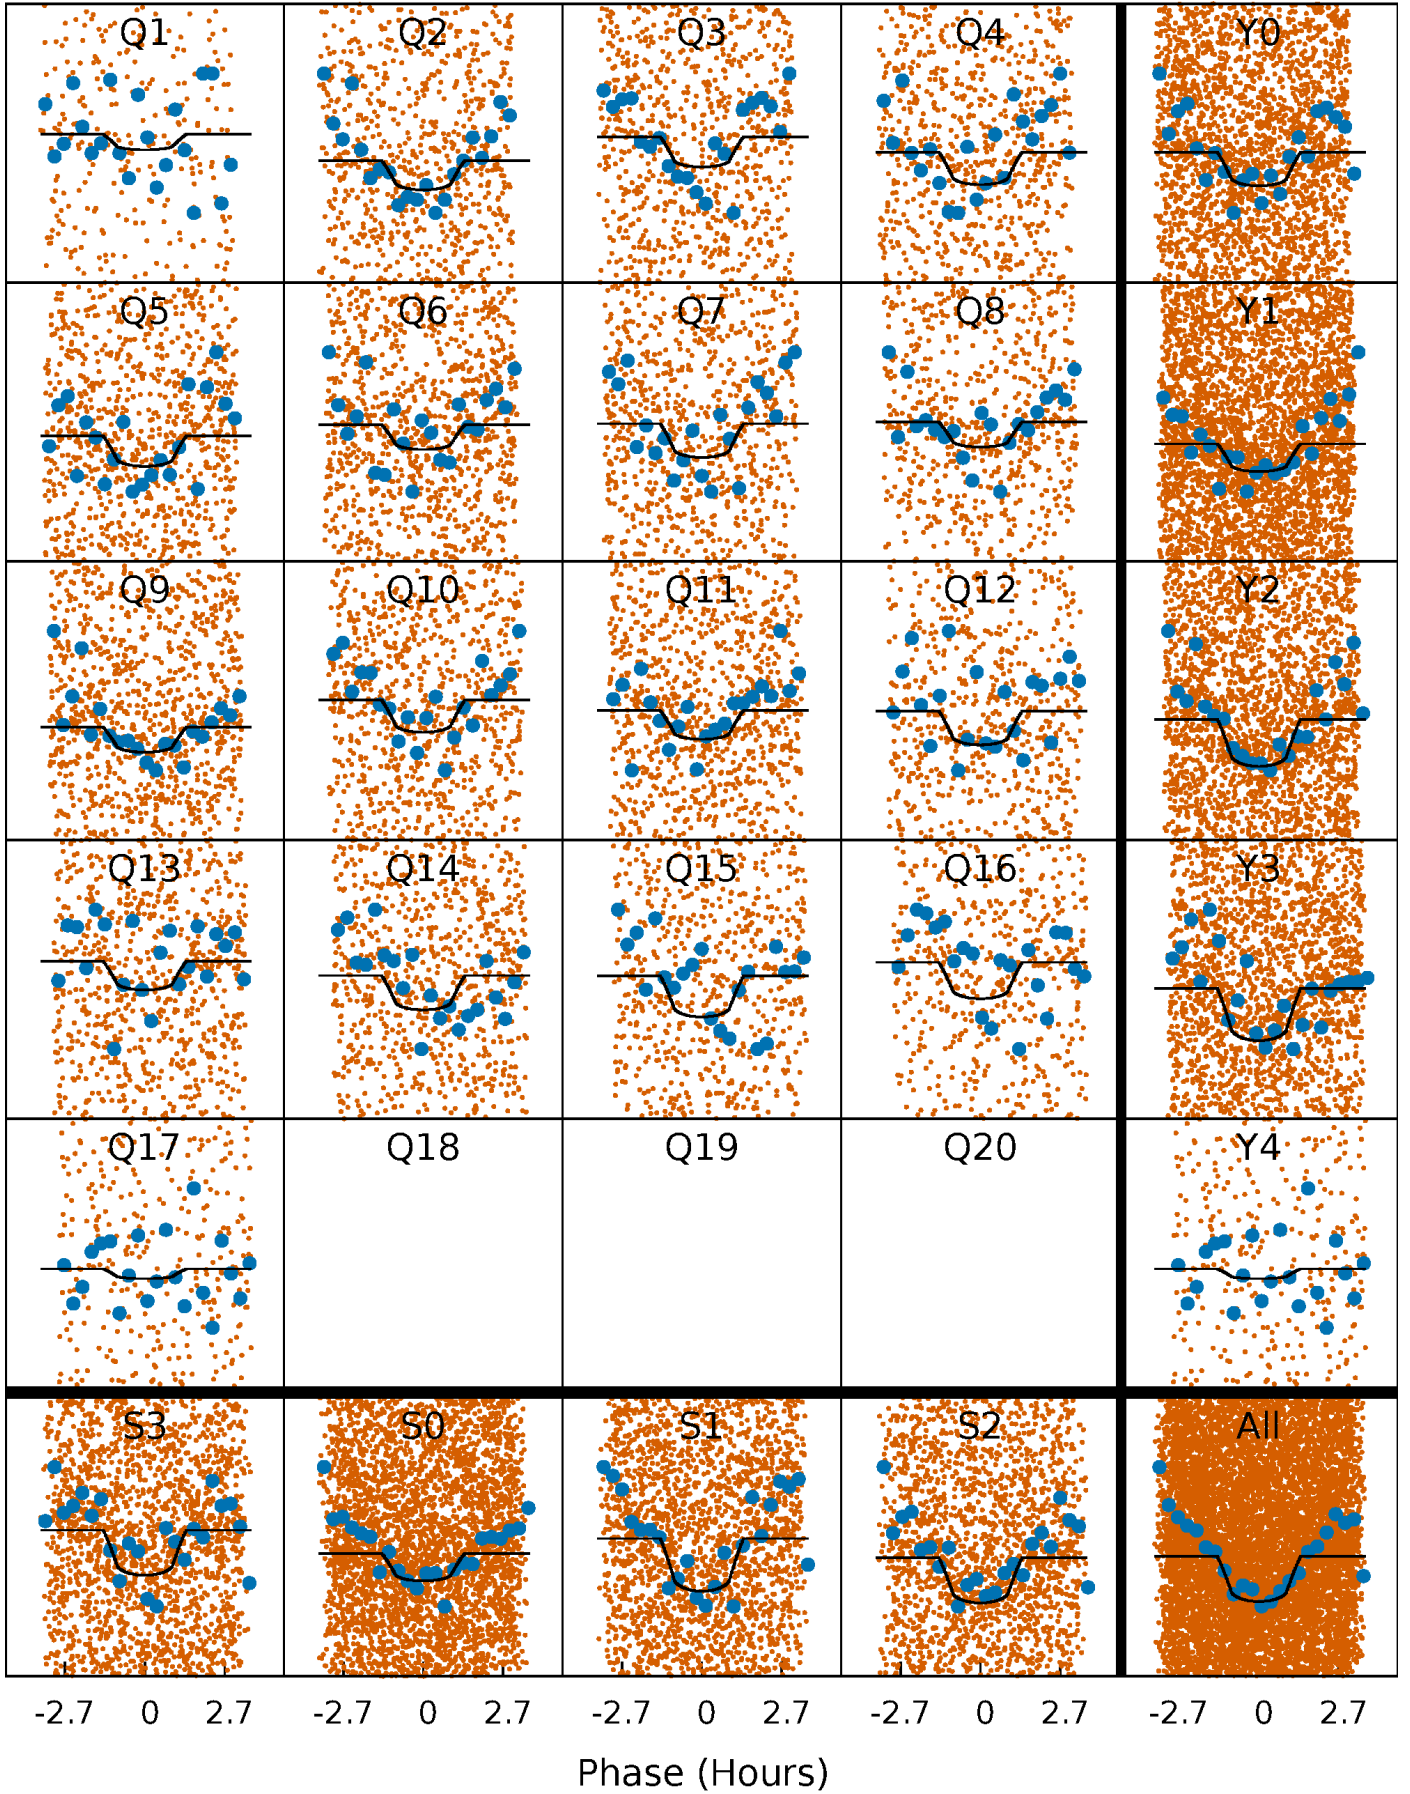 Q1 Q2 Q3 Q4 Y0
Q5 Q6 Q7 Q8 Y1
Q9 Q10 Q11 Q12 Y2
Q13 Q14 Q15 Q16 Y3
Q17 Q18 Q19 Q20 Y4
S3 S0 S1 S2 All
-2.7 0 2.7 -2.7 0 2.7 -2.7 0 2.7 -2.7 0 2.7 -2.7 0 2.7
Phase (Hours)